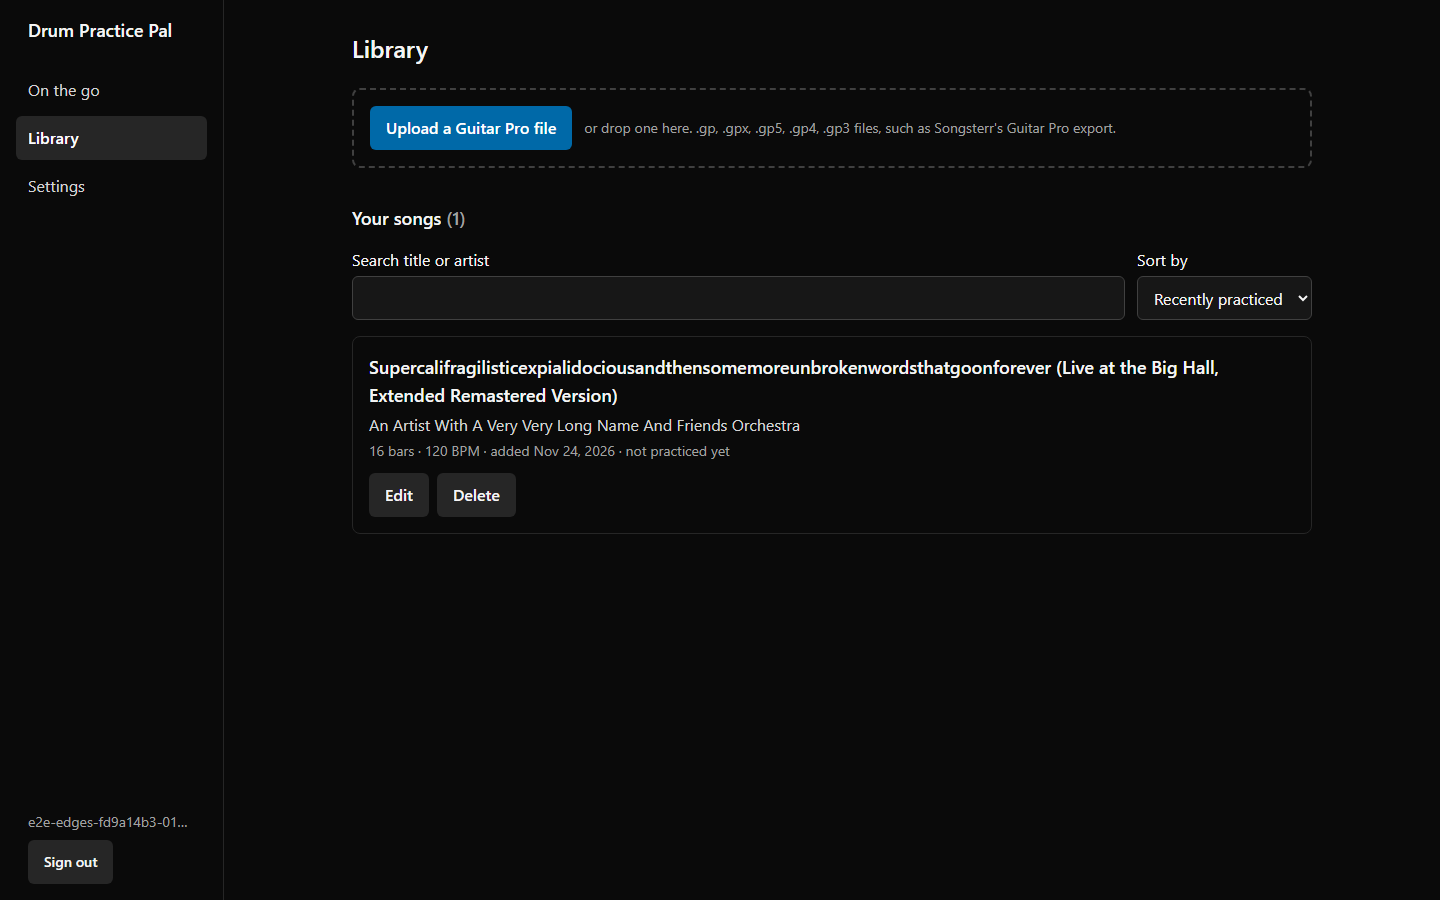 Drum Practice Pal
On the go
Library
Settings
e2e-edges-fd9a14b3-01...
Sign out
Library
Upload a Guitar Pro file
or drop one here. .gp, .gpx, .gp5, .gp4, .gp3 files, such as Songsterr's Guitar Pro export.
Your songs (1)
Search title or artist
Sort by
Recently practiced
Supercalifragilisticexpialidociousandthensomemoreunbrokenwordsthatgoonforever (Live at the Big Hall,
Extended Remastered Version)
An Artist With A Very Very Long Name And Friends Orchestra
16 bars · 120 BPM · added Nov 24, 2026 · not practiced yet
Edit
Delete